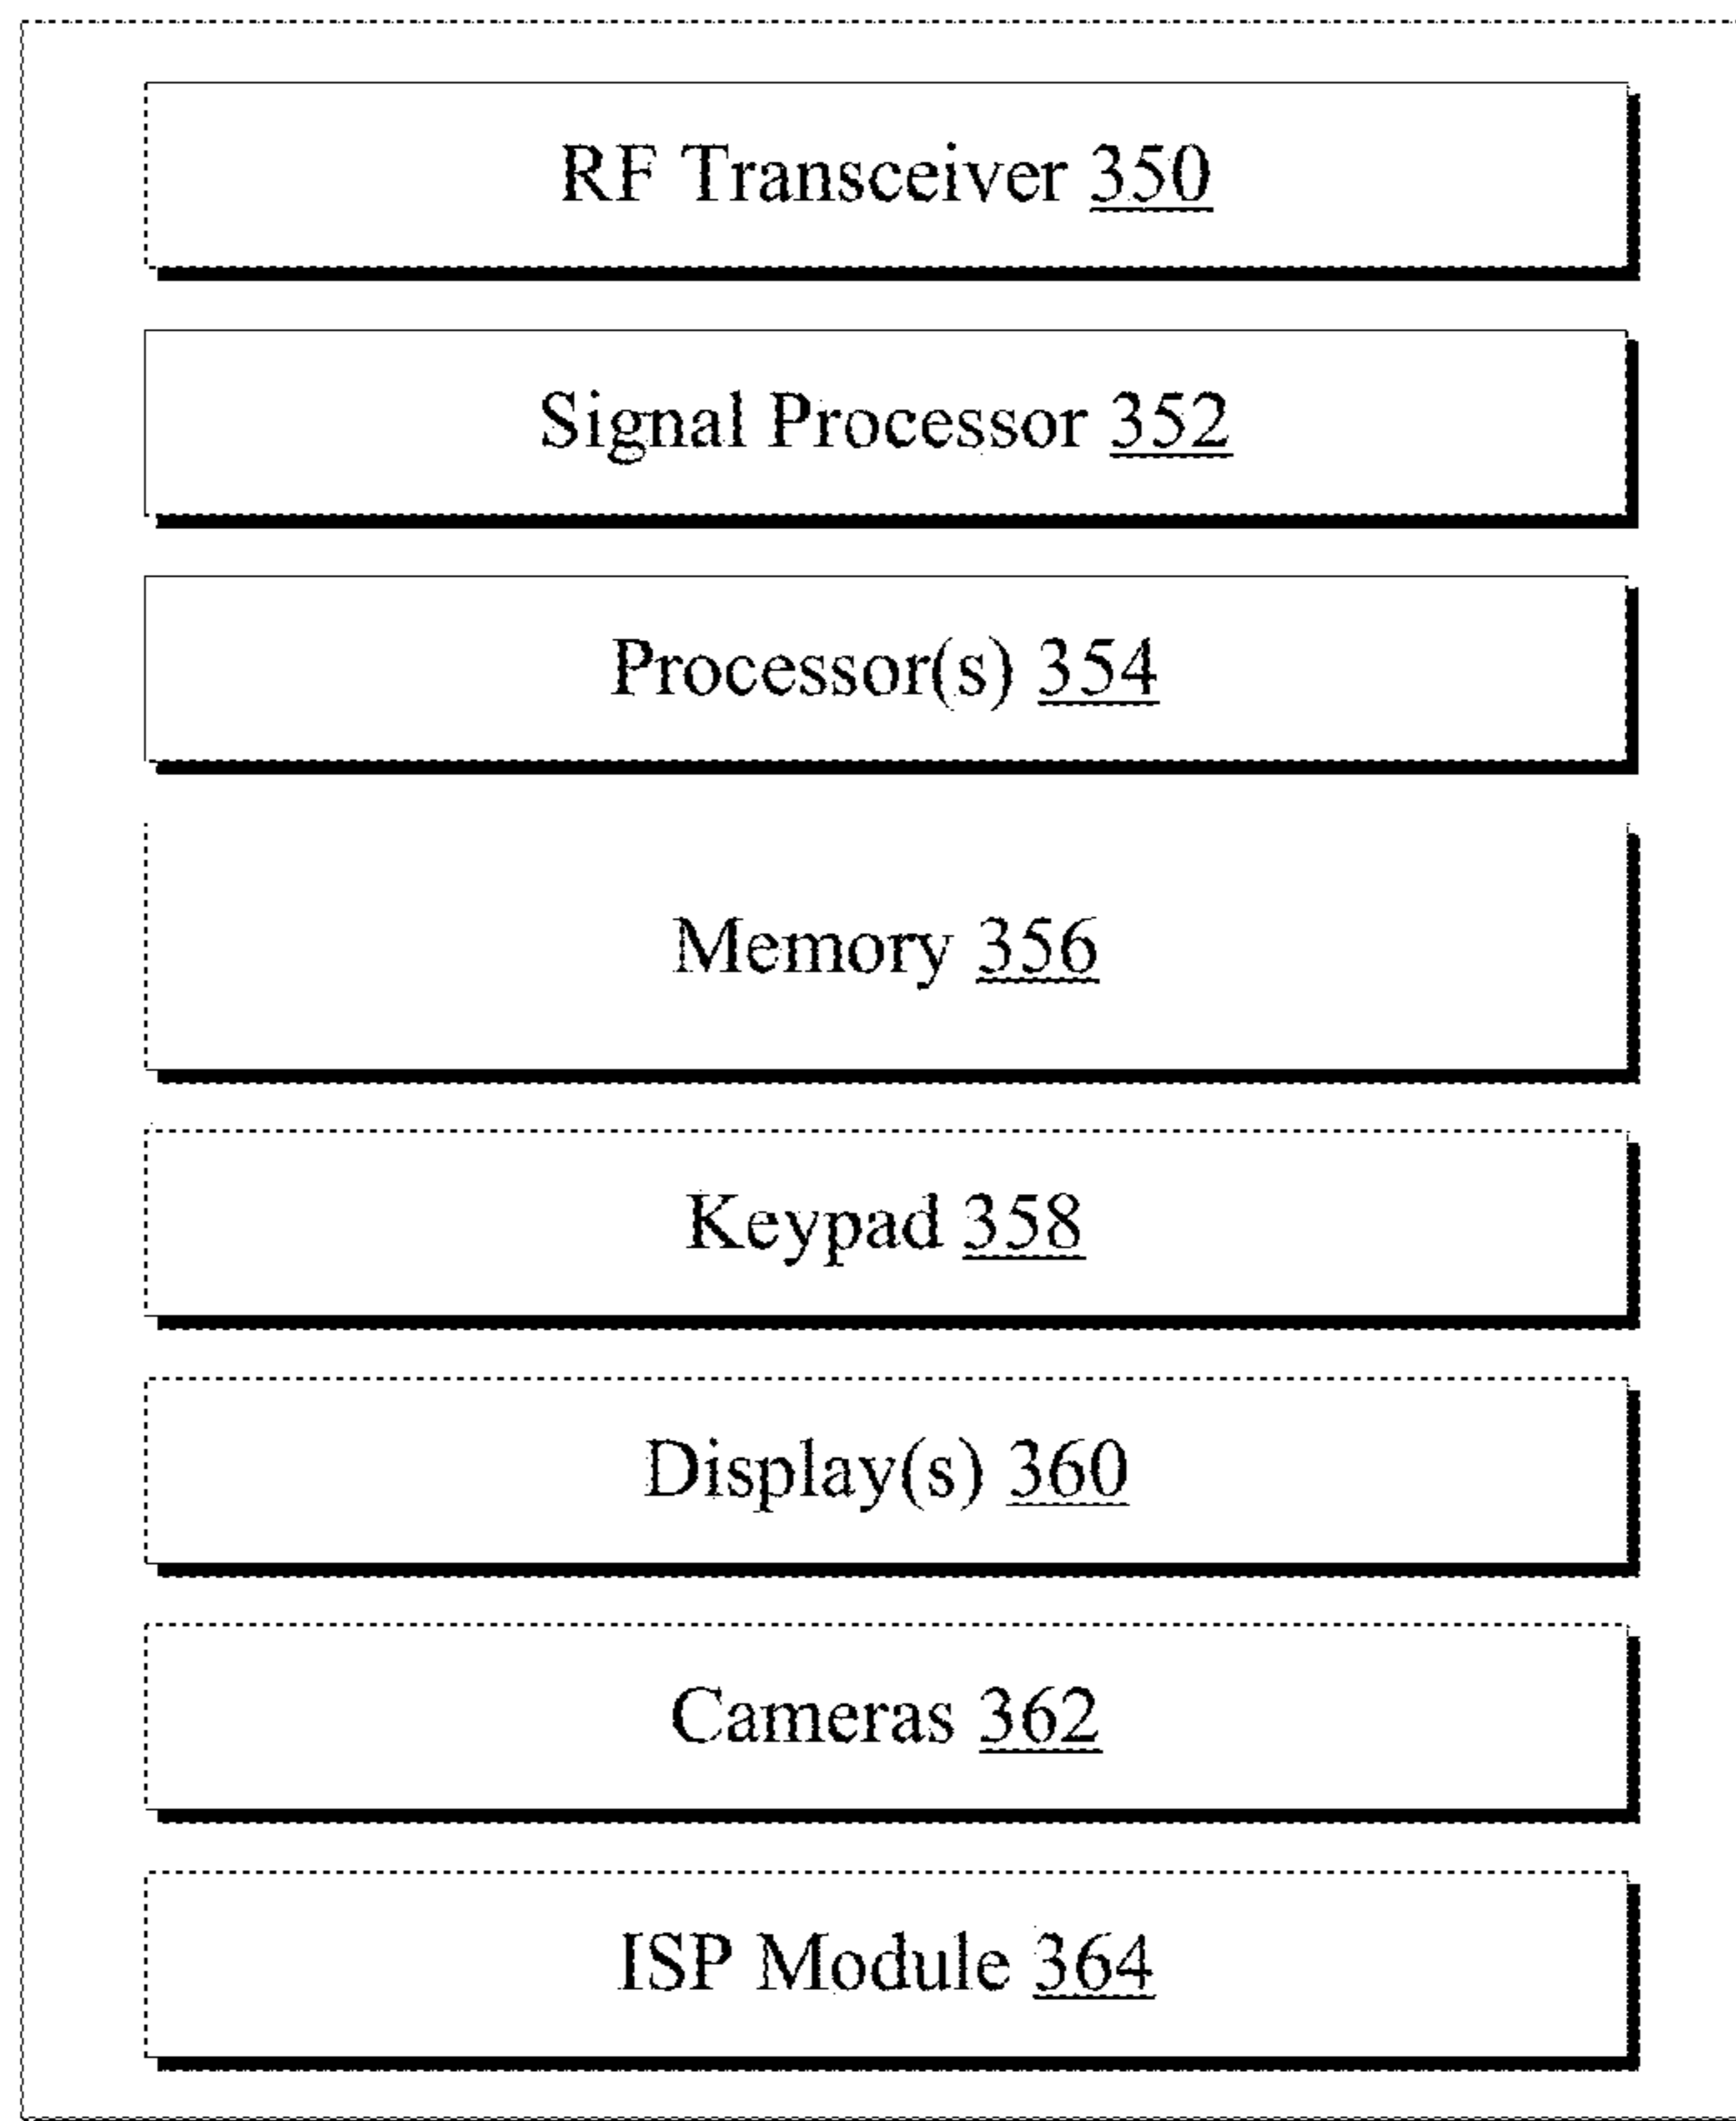 RF Transceiver 350
Signal Processor 352
Processor(s) 354
Memory 356
Keypad 358
Display(s) 360
Cameras 362
ISP Module 364